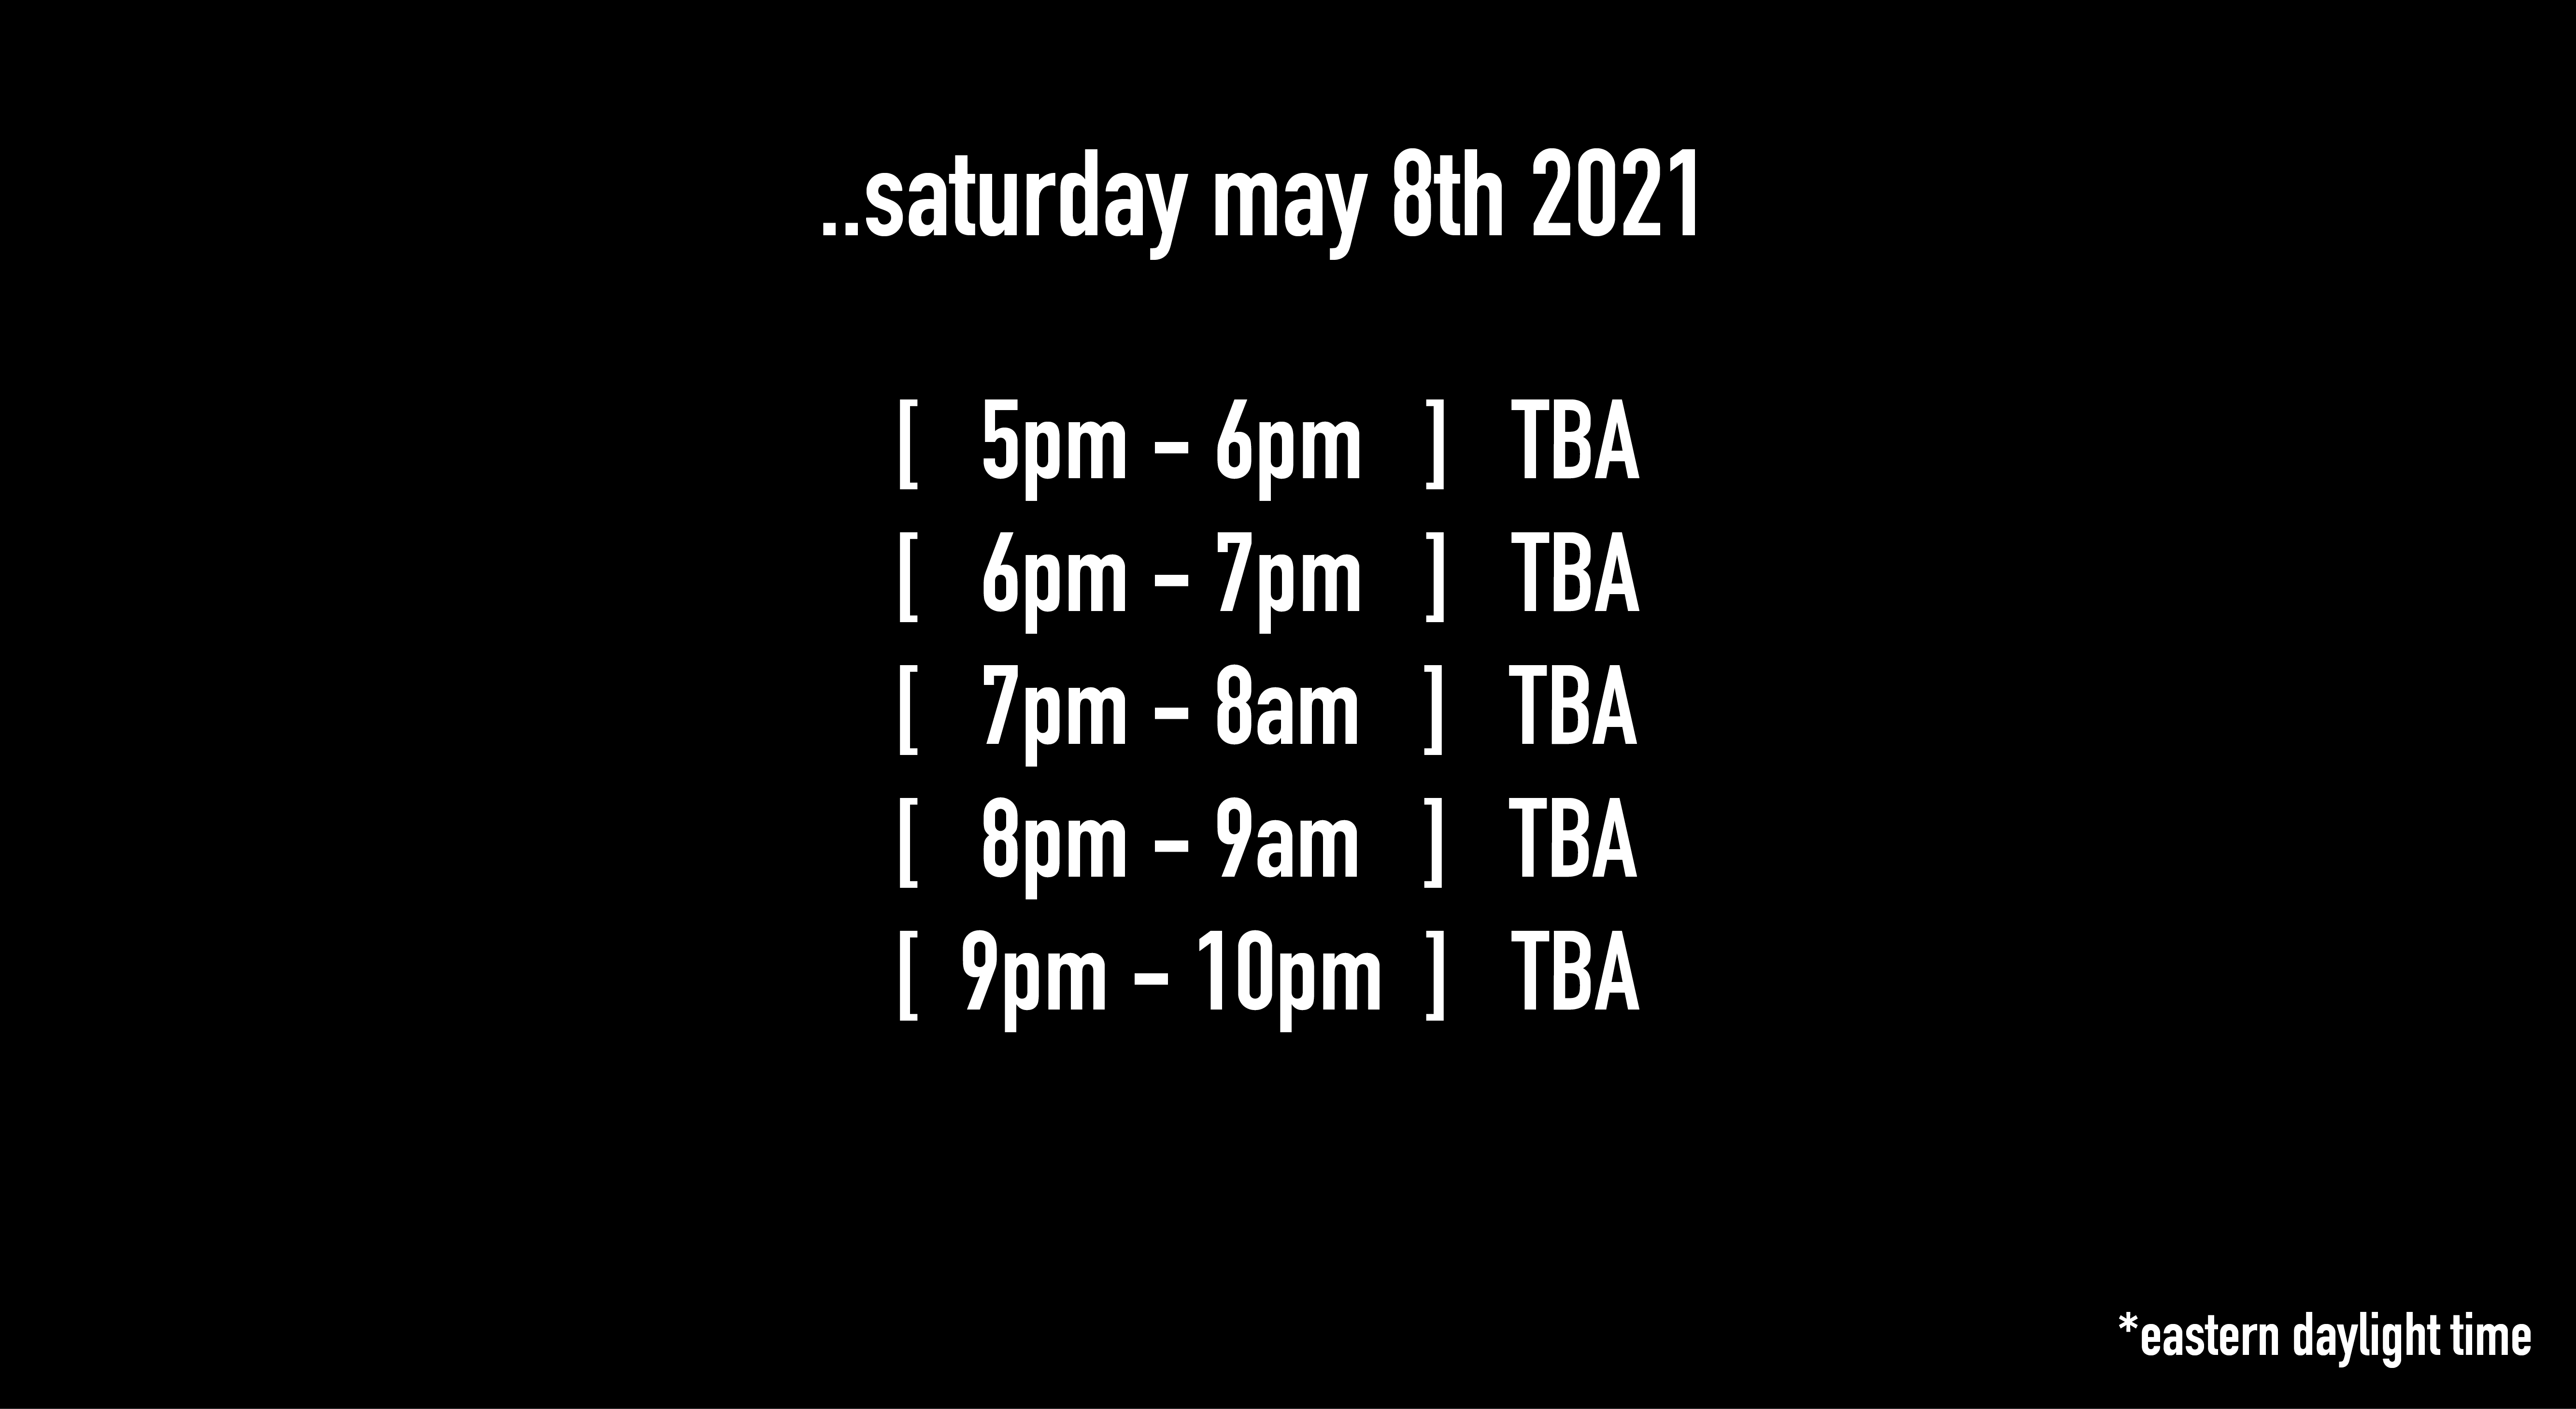 ..saturday may 8th 2021
[ 5pm - 6pm ] TBA
[ 6pm - 7pm ] TBA
[ 7pm - 8am ] TBA
[ 8pm - 9am ] TBA
[ 9pm - 10pm ] TBA
*eastern daylight time